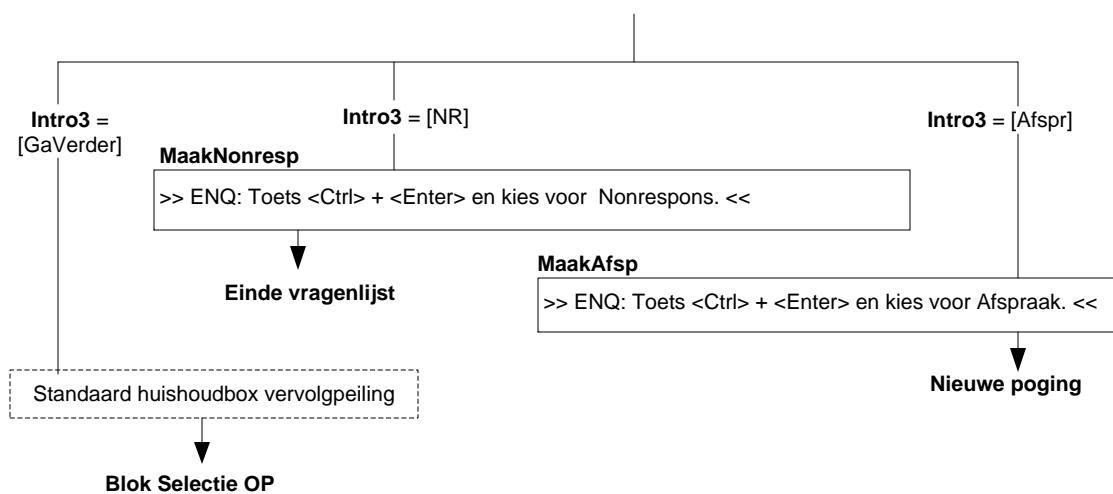 Intro3 =
[GaVerder]
Intro3 = [NR]
Intro3 = [Afspr]
MaakNonresp
>> ENQ: Toets <Ctrl> + <Enter> en kies voor  Nonrespons. <<
Einde vragenlijst
MaakAfsp
>> ENQ: Toets <Ctrl> + <Enter> en kies voor Afspraak. <<
Nieuwe poging
Standaard huishoudbox vervolgpeiling
Blok Selectie OP